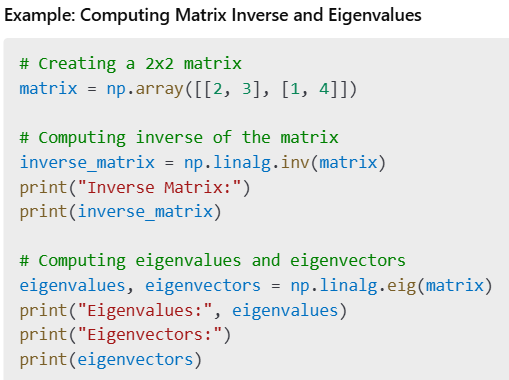 Example: Computing Matrix Inverse and Eigenvalues
# Creating a 2x2 matrix
matrix = np.array([[2, 3], [1, 4]])
# Computing inverse of the matrix
inverse_matrix = np.linalg.inv(matrix)
print("Inverse Matrix:")
print(inverse_matrix)
# Computing eigenvalues and eigenvectors
eigenvalues, eigenvectors = np.linalg.eig(matrix)
print("Eigenvalues:", eigenvalues)
print("Eigenvectors:")
print(eigenvectors)